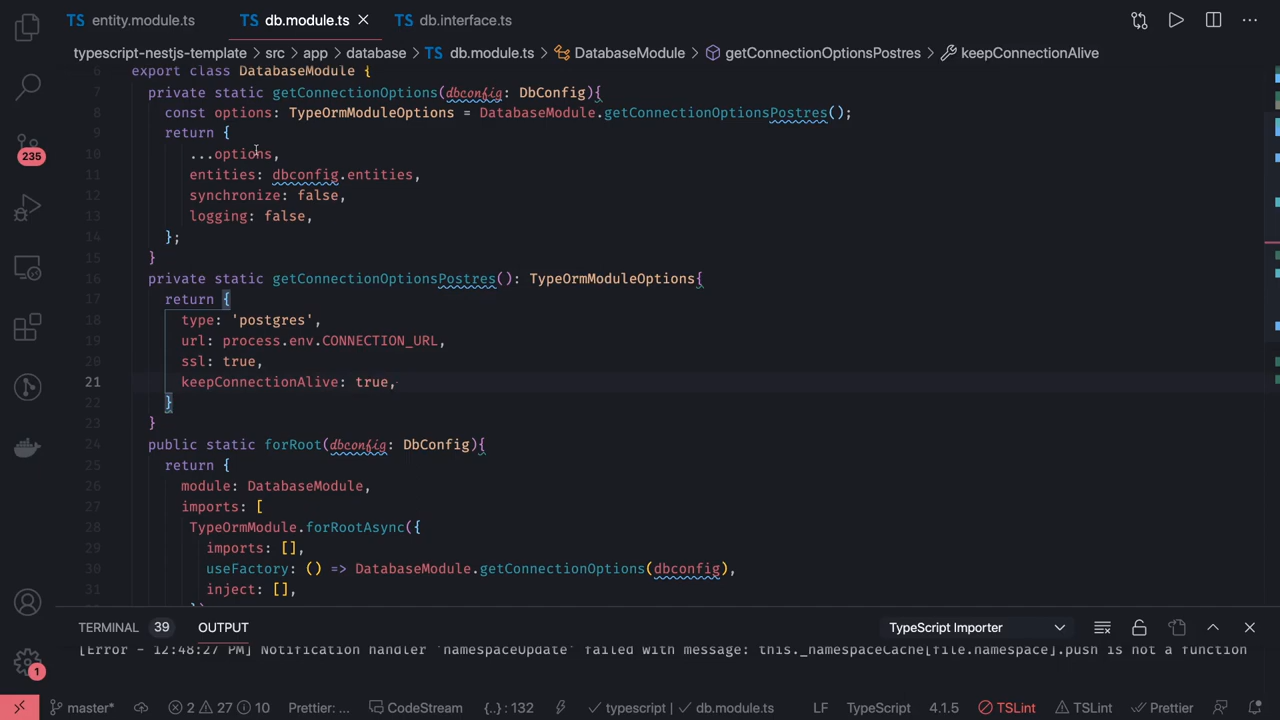 entity.module.ts
TS db.module.ts
TS db.interface.ts
typescript-nestjs-template > src > app > database > TS db.module.ts > DatabaseModule > getConnectionOptionsPostres > keepConnectionAlive
6 export class DatabaseModule {
7 private static getConnectionOptions(dbconfig: DbConfig){
8 const options: TypeOrmModuleOptions = DatabaseModule.getConnectionOptionsPostres();
9 return {
10 ...options,
11 entities: dbconfig.entities,
12 synchronize: false,
13 logging: false,
14 };
15 }
16 private static getConnectionOptionsPostres(): TypeOrmModuleOptions{
17 return {
18 type: 'postgres',
19 url: process.env.CONNECTION_URL,
20 ssl: true,
21 keepConnectionAlive: true,
22 }
23 }
24 public static forRoot(dbconfig: DbConfig){
25 return {
26 module: DatabaseModule,
27 imports: [
28 TypeOrmModule.forRootAsync({
29 imports: [],
30 useFactory: () => DatabaseModule.getConnectionOptions(dbconfig),
31 inject: [],
})
235
1
TERMINAL 39 OUTPUT TypeScript Importer
[Error - 12:48:27 PM] Notification handler 'namespaceUpdate' failed with message: this._namespaceCache[file.namespace].push is not a function
master* 2 27 10 Prettier: ... CodeStream {..} : 132 typescript | db.module.ts LF TypeScript 4.1.5 TSLint TSLint Prettier